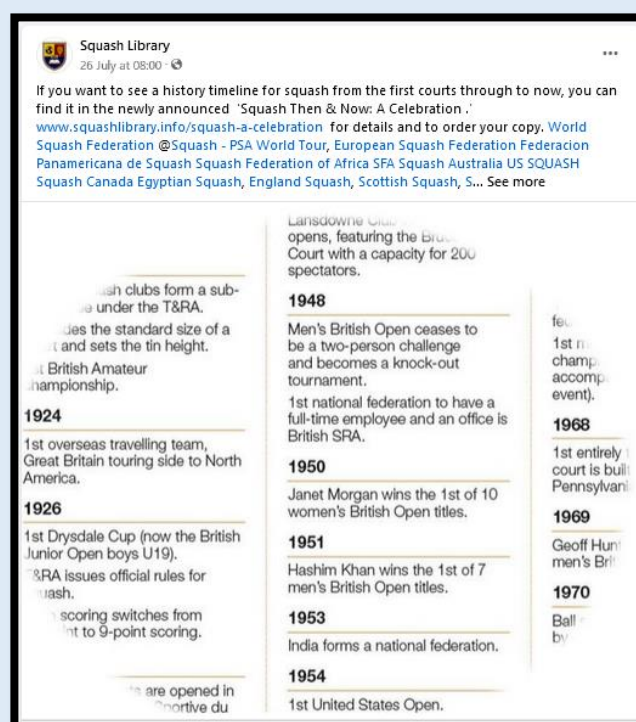 Squash Library
26 July at 08:00
If you want to see a history timeline for squash from the first courts through to now, you can
find it in the newly announced 'Squash Then & Now: A Celebration .'
www.squashlibrary.info/squash-a-celebration for details and to order your copy. World
Squash Federation @Squash - PSA World Tour, European Squash Federation Federacion
Panamericana de Squash Squash Federation of Africa SFA Squash Australia US SQUASH
Squash Canada Egyptian Squash, England Squash, Scottish Squash, S... See more
clubs form a sub-
under the T&RA.
the standard size of a
and sets the tin height.
British Amateur
1924
1st overseas travelling team,
Great Britain touring side to North
America.
1926
1st Drysdale Cup (now the British
Junior Open boys U19).
issues official rules for
scoring switches from
to 9-point scoring.
are opened in
du
Lansdowne
opens, featuring the
Court with a capacity for 200
spectators.
1948
Men's British Open ceases to
be a two-person challenge
and becomes a knock-out
tournament.
1st national federation to have a
full-time employee and an office is
British SRA.
1950
Janet Morgan wins the 1st of 10
women's British Open titles.
1951
Hashim Khan wins the 1st of 7
men's British Open titles.
1953
India forms a national federation.
1954
1st United States Open.
1st
event).
1968
1st entirely
court is
1969
Geoff
men's
1970
Ball